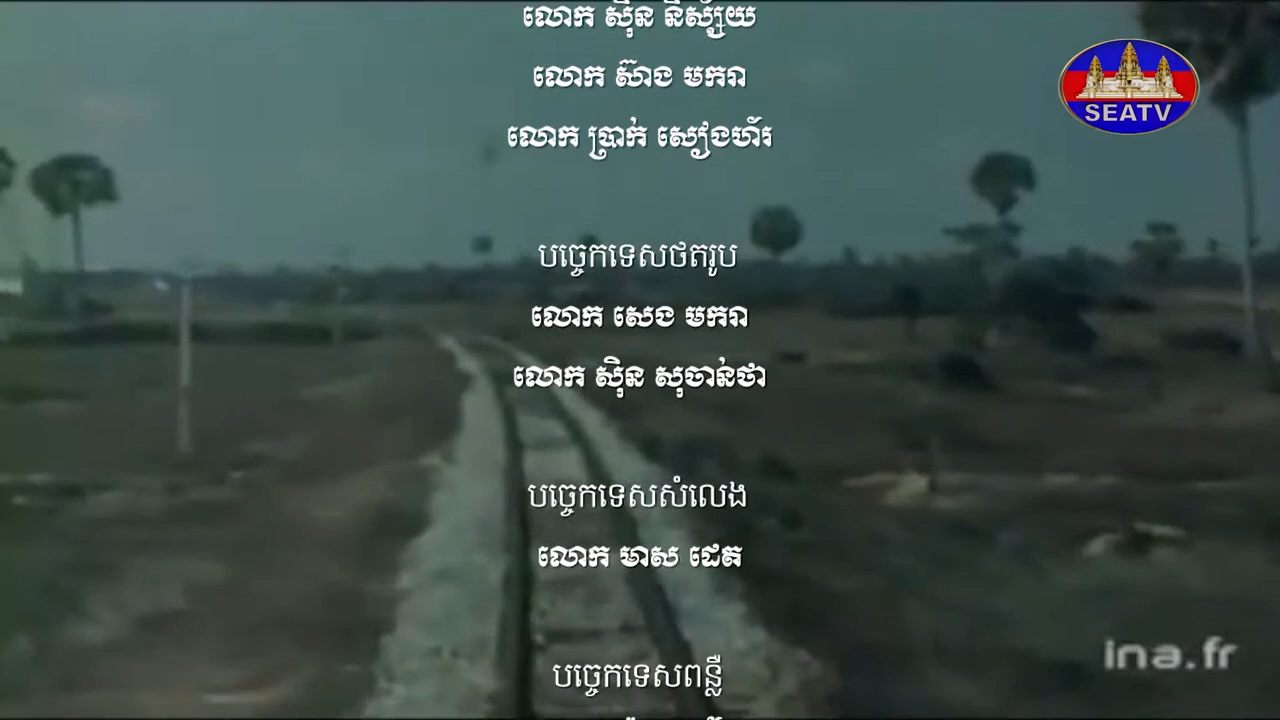 លោក ស៊ិន និស្ស័យ
លោក ស៊ាង មករា
លោក ប្រាក់ សៀងហ័រ
SEATV
បច្ចេកទេសថតរូប
លោក សេង មករា
លោក ស៊ិន សុចាន់ថា
បច្ចេកទេសសំលេង
លោក មាស ដេត
ina.fr
បច្ចេកទេសពន្លឺ